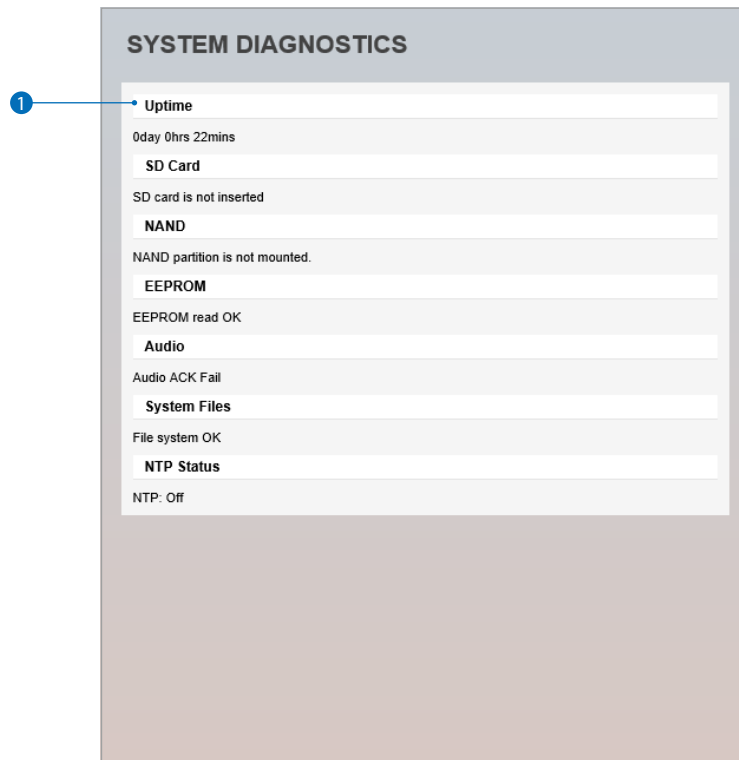 SYSTEM DIAGNOSTICS
1
Uptime
0day 0hrs 22mins
SD Card
SD card is not inserted
NAND
NAND partition is not mounted.
EEPROM
EEPROM read OK
Audio
Audio ACK Fail
System Files
File system OK
NTP Status
NTP: Off